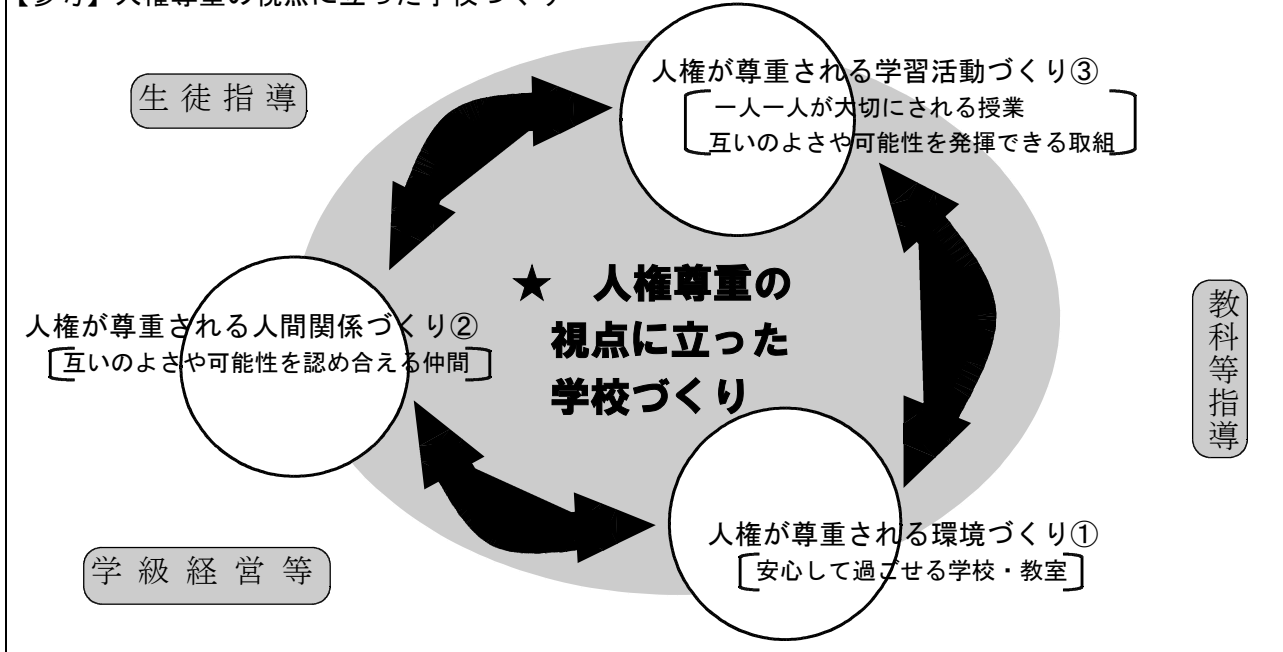 【参考】人権尊重の視点に立った学校づくり
生徒指導
人権が尊重される学習活動づくり③
一人一人が大切にされる授業
互いのよさや可能性を発揮できる取組
★ 人権尊重の
視点に立った
学校づくり
人権が尊重される人間関係づくり②
互いのよさや可能性を認め合える仲間
教科等指導
人権が尊重される環境づくり①
安心して過ごせる学校・教室
学級経営等